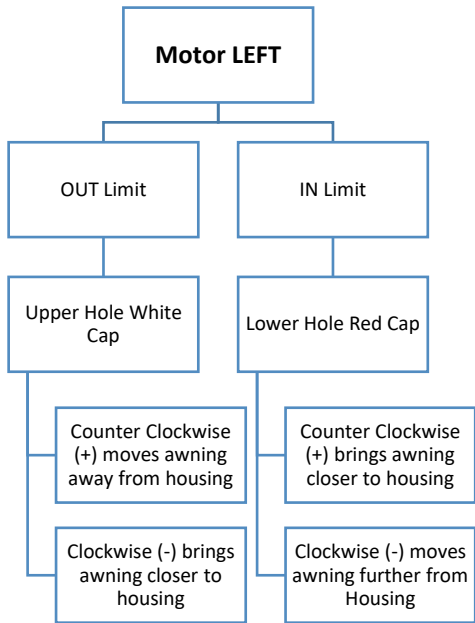 Motor LEFT
OUT Limit
IN Limit
Upper Hole White
Cap
Lower Hole Red Cap
Counter Clockwise
(+) moves awning
away from housing
Counter Clockwise
(+) brings awning
closer to housing
Clockwise (-) brings
awning closer to
housing
Clockwise (-) moves
awning further from
Housing